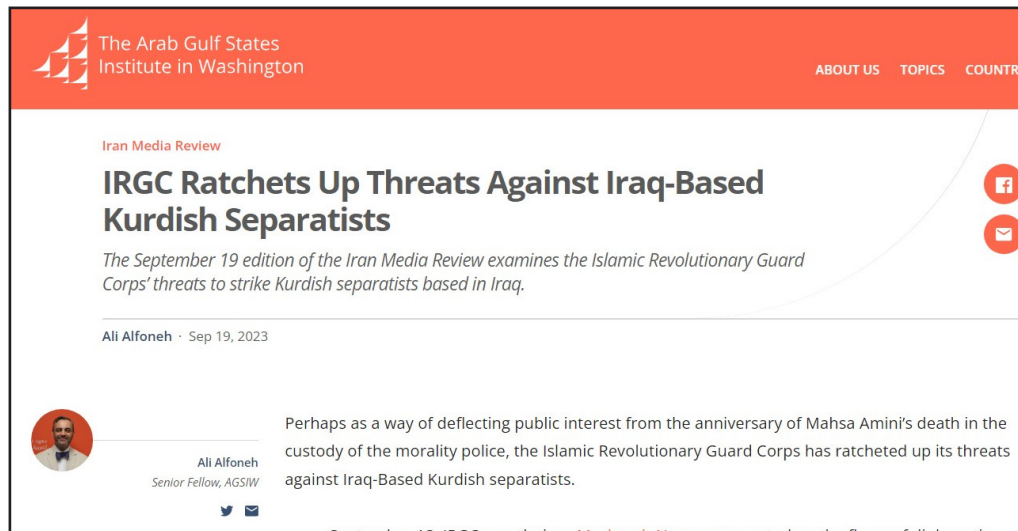 The Arab Gulf States
Institute in Washington
ABOUT US TOPICS COUNTR
Iran Media Review
IRGC Ratchets Up Threats Against Iraq-Based
Kurdish Separatists
The September 19 edition of the Iran Media Review examines the Islamic Revolutionary Guard
Corps’ threats to strike Kurdish separatists based in Iraq.
Ali Alfoneh · Sep 19, 2023
Perhaps as a way of deflecting public interest from the anniversary of Mahsa Amini’s death in the
custody of the morality police, the Islamic Revolutionary Guard Corps has ratcheted up its threats
against Iraq-Based Kurdish separatists.
Ali Alfoneh
Senior Fellow, AGSIW